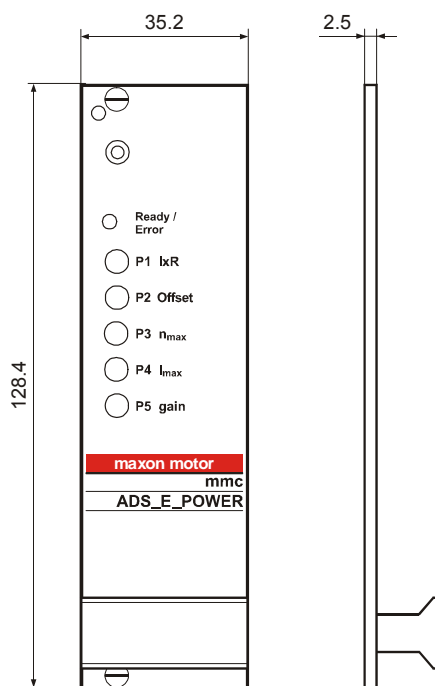 35.2
2.5
128.4
Ready /
Error
P1 IxR
P2 Offset
P3 nmax
P4 Imax
P5 gain
maxon motor
mmc
ADS_E_POWER